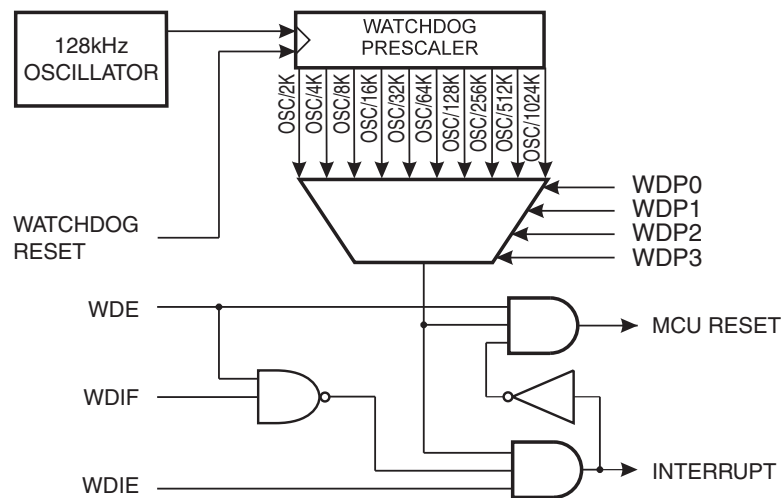 128kHz
OSCILLATOR
WATCHDOG
PRESCALER
OSC/2K
OSC/4K
OSC/8K
OSC/16K
OSC/32K
OSC/64K
OSC/128K
OSC/256K
OSC/512K
OSC/1024K
WDP0
WDP1
WDP2
WDP3
WATCHDOG
RESET
WDE
MCU RESET
WDIF
WDIE
INTERRUPT